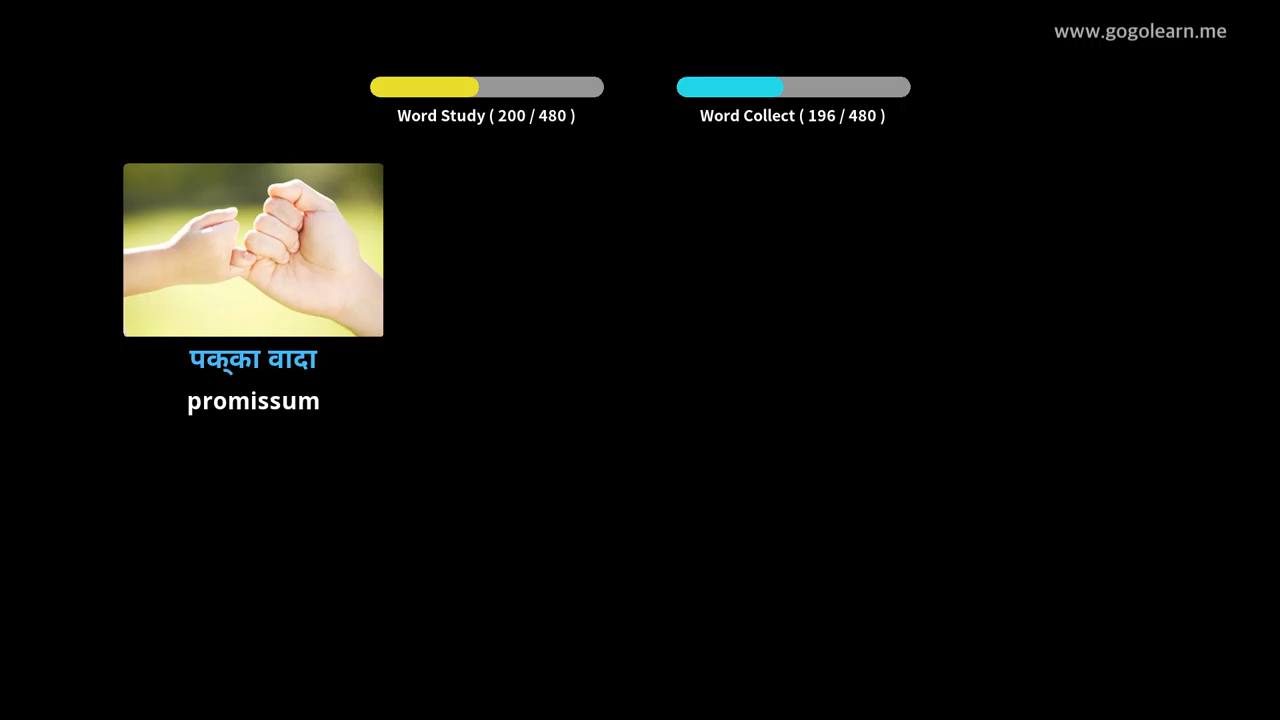 www.gogolearn.me
Word Study ( 200 / 480 )
Word Collect ( 196 / 480 )
पक्‌का वादा
promissum